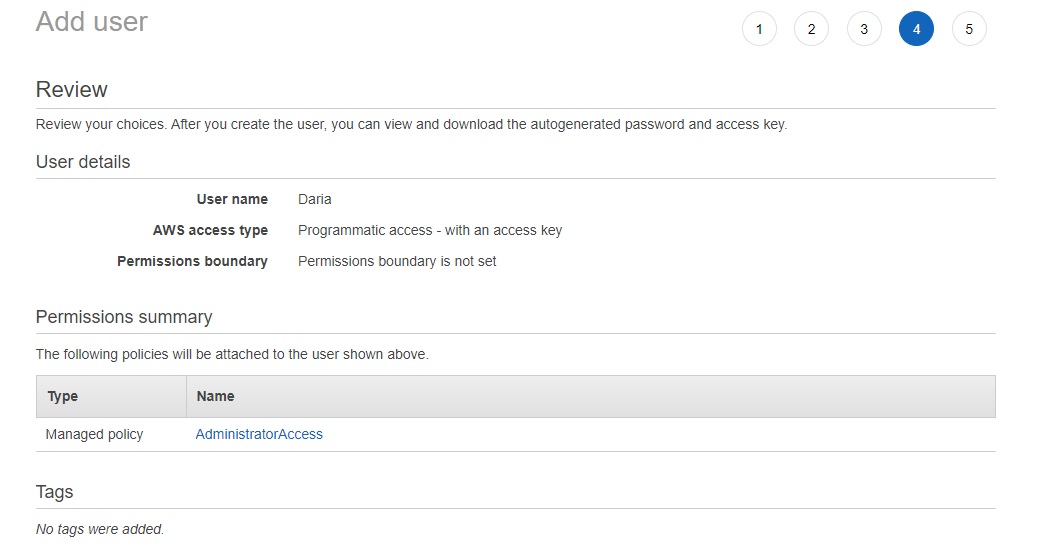 Add user
1 2 3 4 5
Review
Review your choices. After you create the user, you can view and download the autogenerated password and access key.
User details
User name Daria
AWS access type Programmatic access - with an access key
Permissions boundary Permissions boundary is not set
Permissions summary
The following policies will be attached to the user shown above.
Type Name
Managed policy AdministratorAccess
Tags
No tags were added.